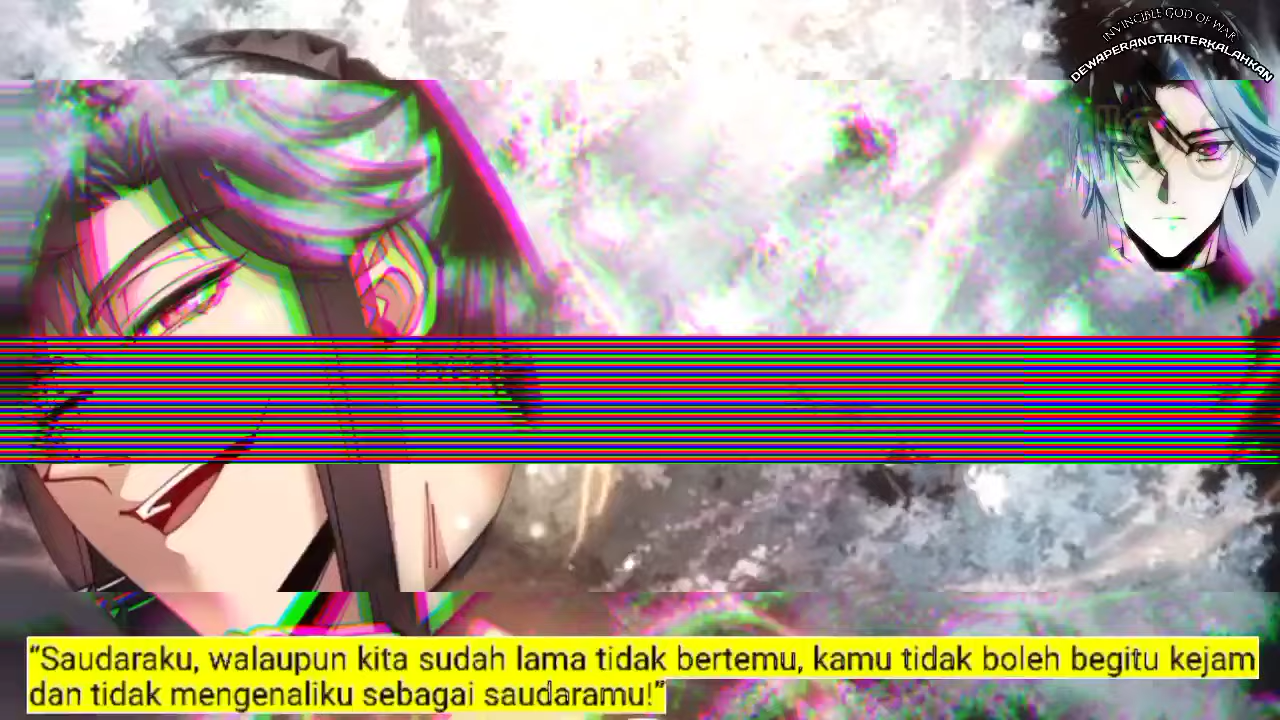 INVINCIBLE GOD OF WAR
DEWAPERANGTAKTERKALAHKAN
“Saudaraku, walaupun kita sudah lama tidak bertemu, kamu tidak boleh begitu kejam
dan tidak mengenaliku sebagai saudaramu!”